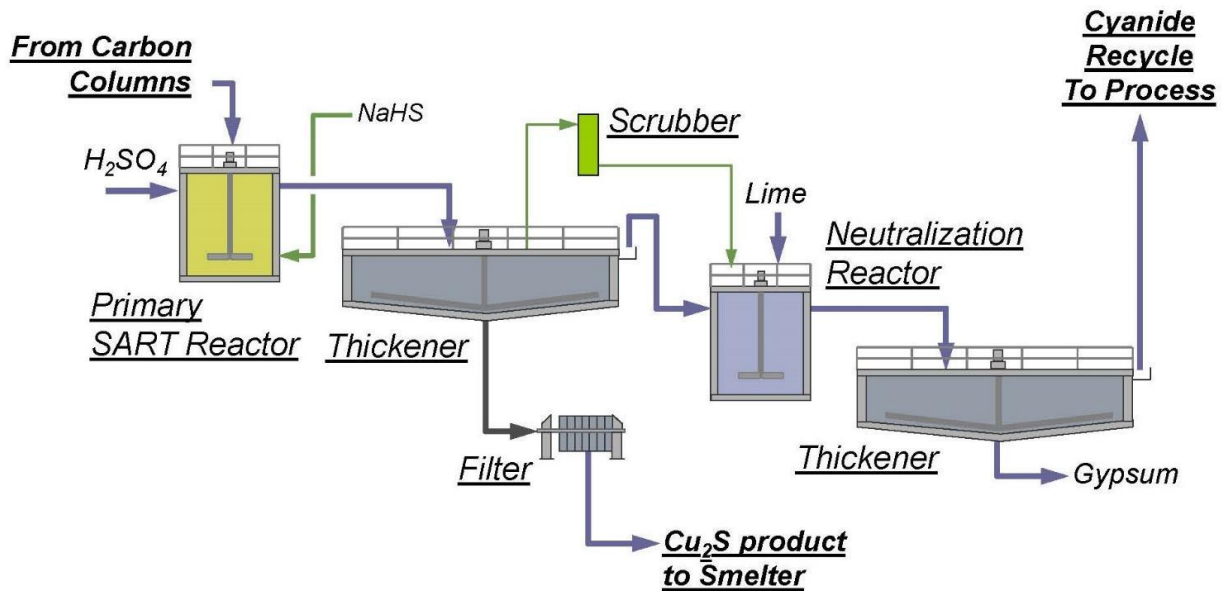 From Carbon
Columns
H₂SO₄
NaHS
Primary
SART Reactor
Thickener
Scrubber
Filter
Cu₂S product
to Smelter
Lime
Neutralization
Reactor
Thickener
Gypsum
Cyanide
Recycle
To Process